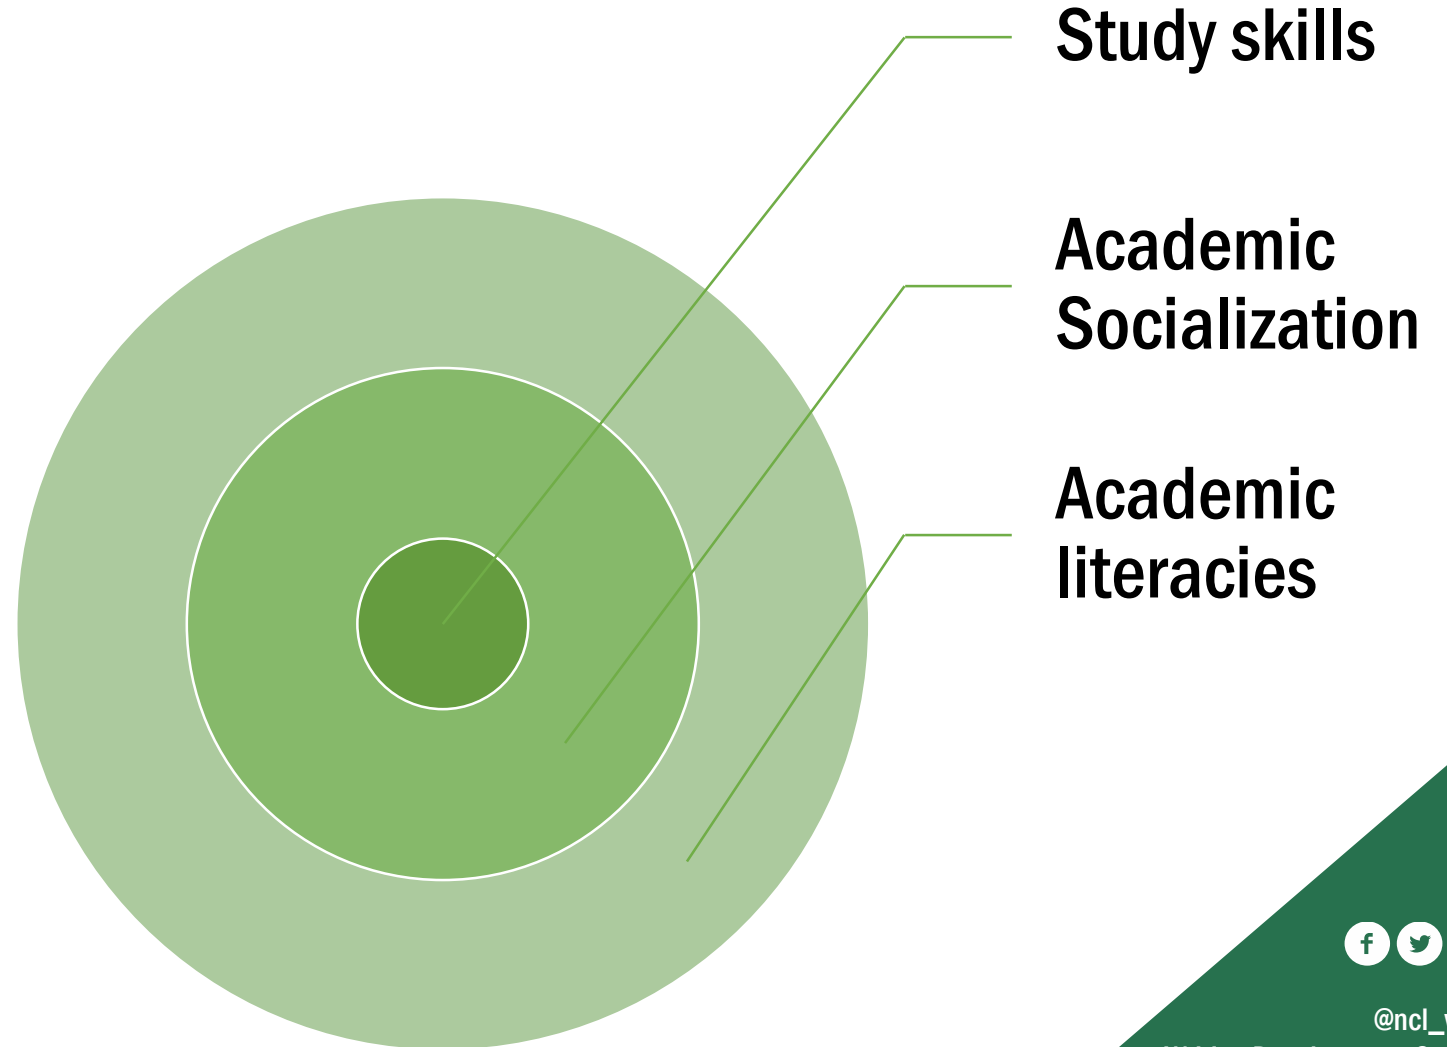 Study skills
Academic
Socialization
Academic
literacies